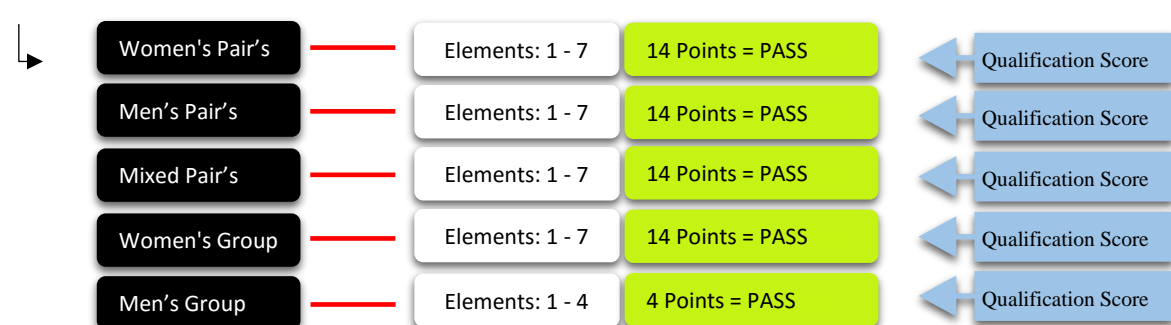 Women's Pair's Elements: 1 - 7 14 Points = PASS Qualification Score
Men's Pair's Elements: 1 - 7 14 Points = PASS Qualification Score
Mixed Pair's Elements: 1 - 7 14 Points = PASS Qualification Score
Women's Group Elements: 1 - 7 14 Points = PASS Qualification Score
Men's Group Elements: 1 - 4 4 Points = PASS Qualification Score